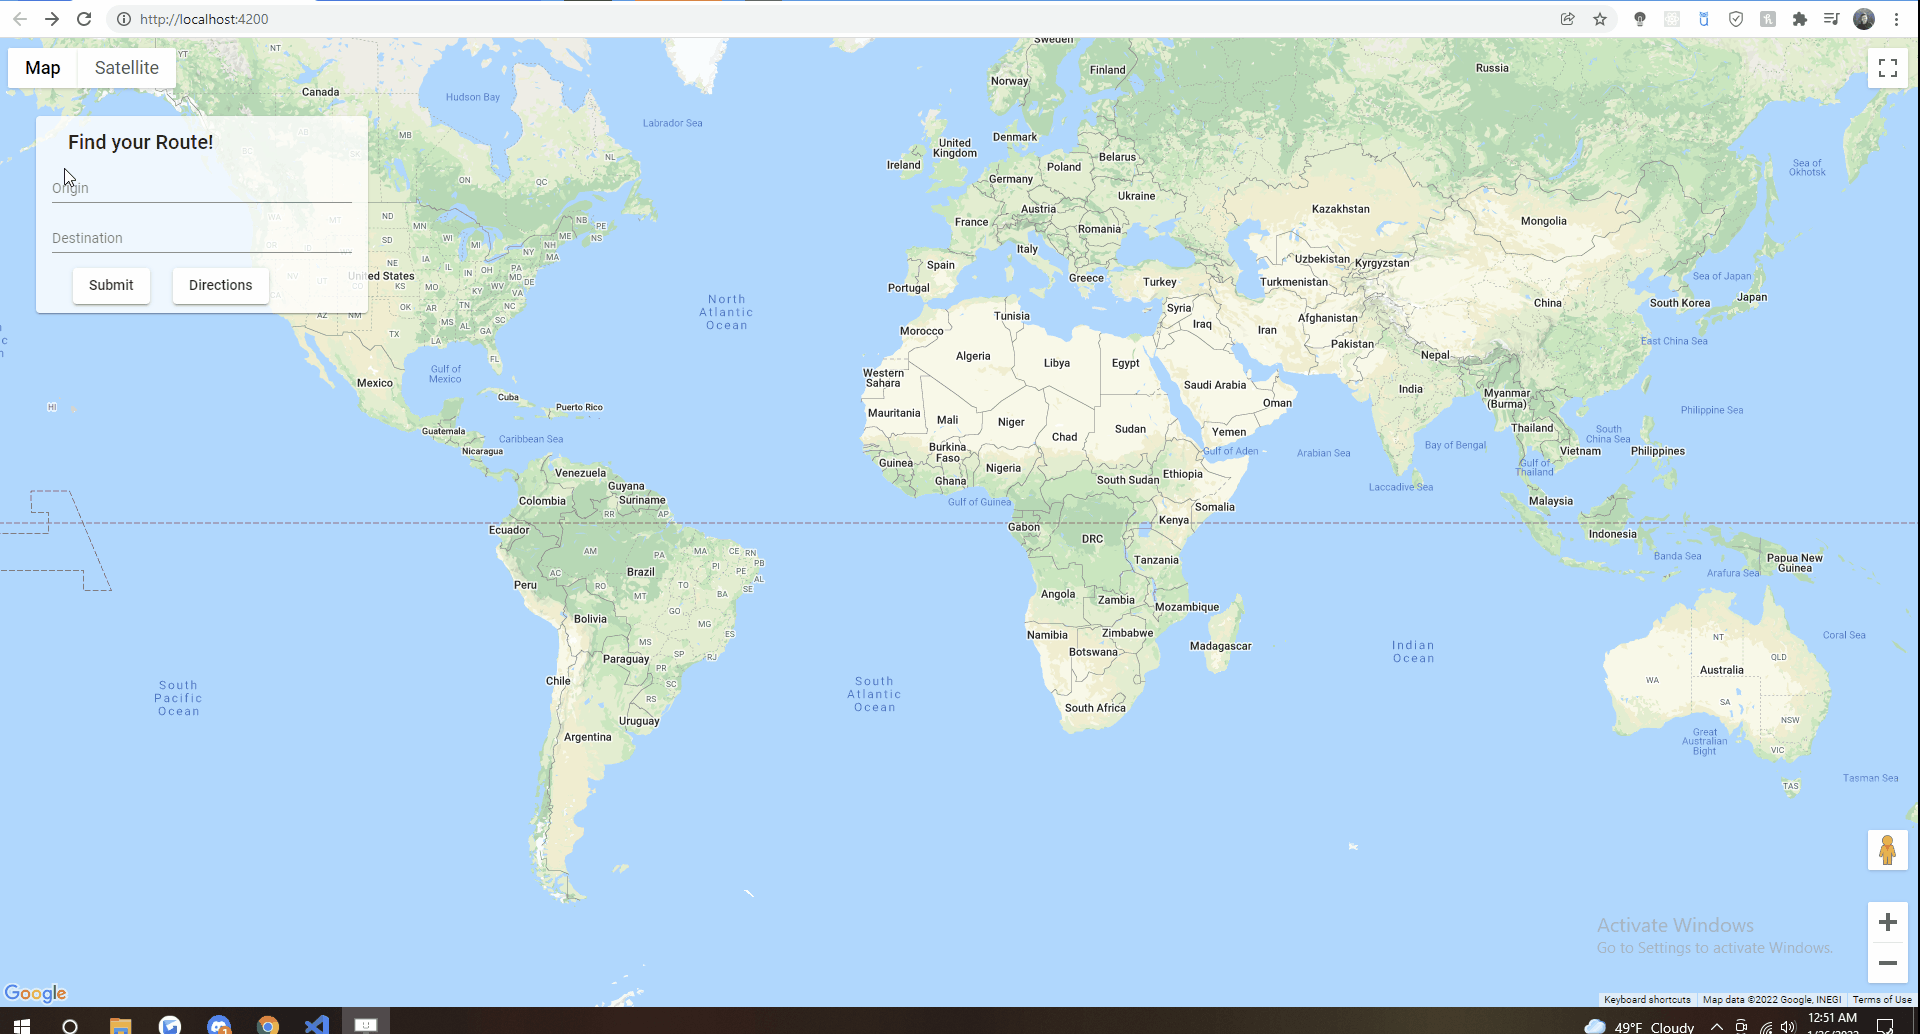 http://localhost:4200
Map
Satellite
Find your Route!
Origin
Destination
Submit
Directions
Sweden
Norway
Finland
Russia
NT
YT
Canada
Hudson Bay
Labrador Sea
AB
MB
NL
ON
QC
Denmark
United
Kingdom
Ireland
Belarus
Poland
Germany
Ukraine
Austria
France
Romania
Italy
Spain
Portugal
Greece
Turkey
Kazakhstan
Mongolia
Sea of
Okhotsk
Uzbekistan
Kyrgyzstan
Turkmenistan
China
Sea of Japan
South Korea
Japan
WA
MT
ND
MN
SD
WI
MI
NB
PE
NS
ME
NH
NY
MA
OR
ID
WY
NE
IA
IL
IN
OH
PA
MD
DE
NV
UT
CO
United States
KS
MO
KY
WV
VA
CA
AZ
NM
OK
AR
TN
NC
SC
MS
AL
GA
TX
LA
FL
North
Atlantic
Ocean
Gulf of
Mexico
Mexico
Cuba
Puerto Rico
HI
Guatemala
Caribbean Sea
Nicaragua
Tunisia
Morocco
Algeria
Libya
Egypt
Western
Sahara
Mauritania
Mali
Niger
Chad
Sudan
Syria
Iraq
Iran
Afghanistan
Pakistan
Nepal
India
Saudi Arabia
Oman
Yemen
Gulf of Aden
Arabian Sea
East China Sea
Myanmar
(Burma)
Thailand
Philippine Sea
South
China Sea
Bay of Bengal
Vietnam
Philippines
Gulf of
Thailand
Laccadive Sea
Malaysia
Indonesia
Burkina
Faso
Guinea
Ghana
Nigeria
South Sudan
Ethiopia
Gulf of Guinea
Somalia
Gabon
DRC
Kenya
Tanzania
Angola
Zambia
Mozambique
Namibia
Zimbabwe
Botswana
Madagascar
South Africa
Venezuela
Guyana
Colombia
Suriname
RR
AP
Ecuador
AM
PA
MA
CE
RN
PB
PI
PE
AL
SE
Brazil
AC
RO
TO
Peru
MT
BA
GO
Bolivia
MG
ES
MS
SP
RJ
Paraguay
PR
SC
Chile
RS
Uruguay
Argentina
South
Pacific
Ocean
South
Atlantic
Ocean
Indian
Ocean
Banda Sea
Arafura Sea
Papua New
Guinea
Coral Sea
NT
QLD
Australia
WA
SA
NSW
VIC
Great
Australian
Bight
TAS
Tasman Sea
Activate Windows
Go to Settings to activate Windows.
Google
Keyboard shortcuts
Map data ©2022 Google, INEGI
Terms of Use
49°F Cloudy
12:51 AM